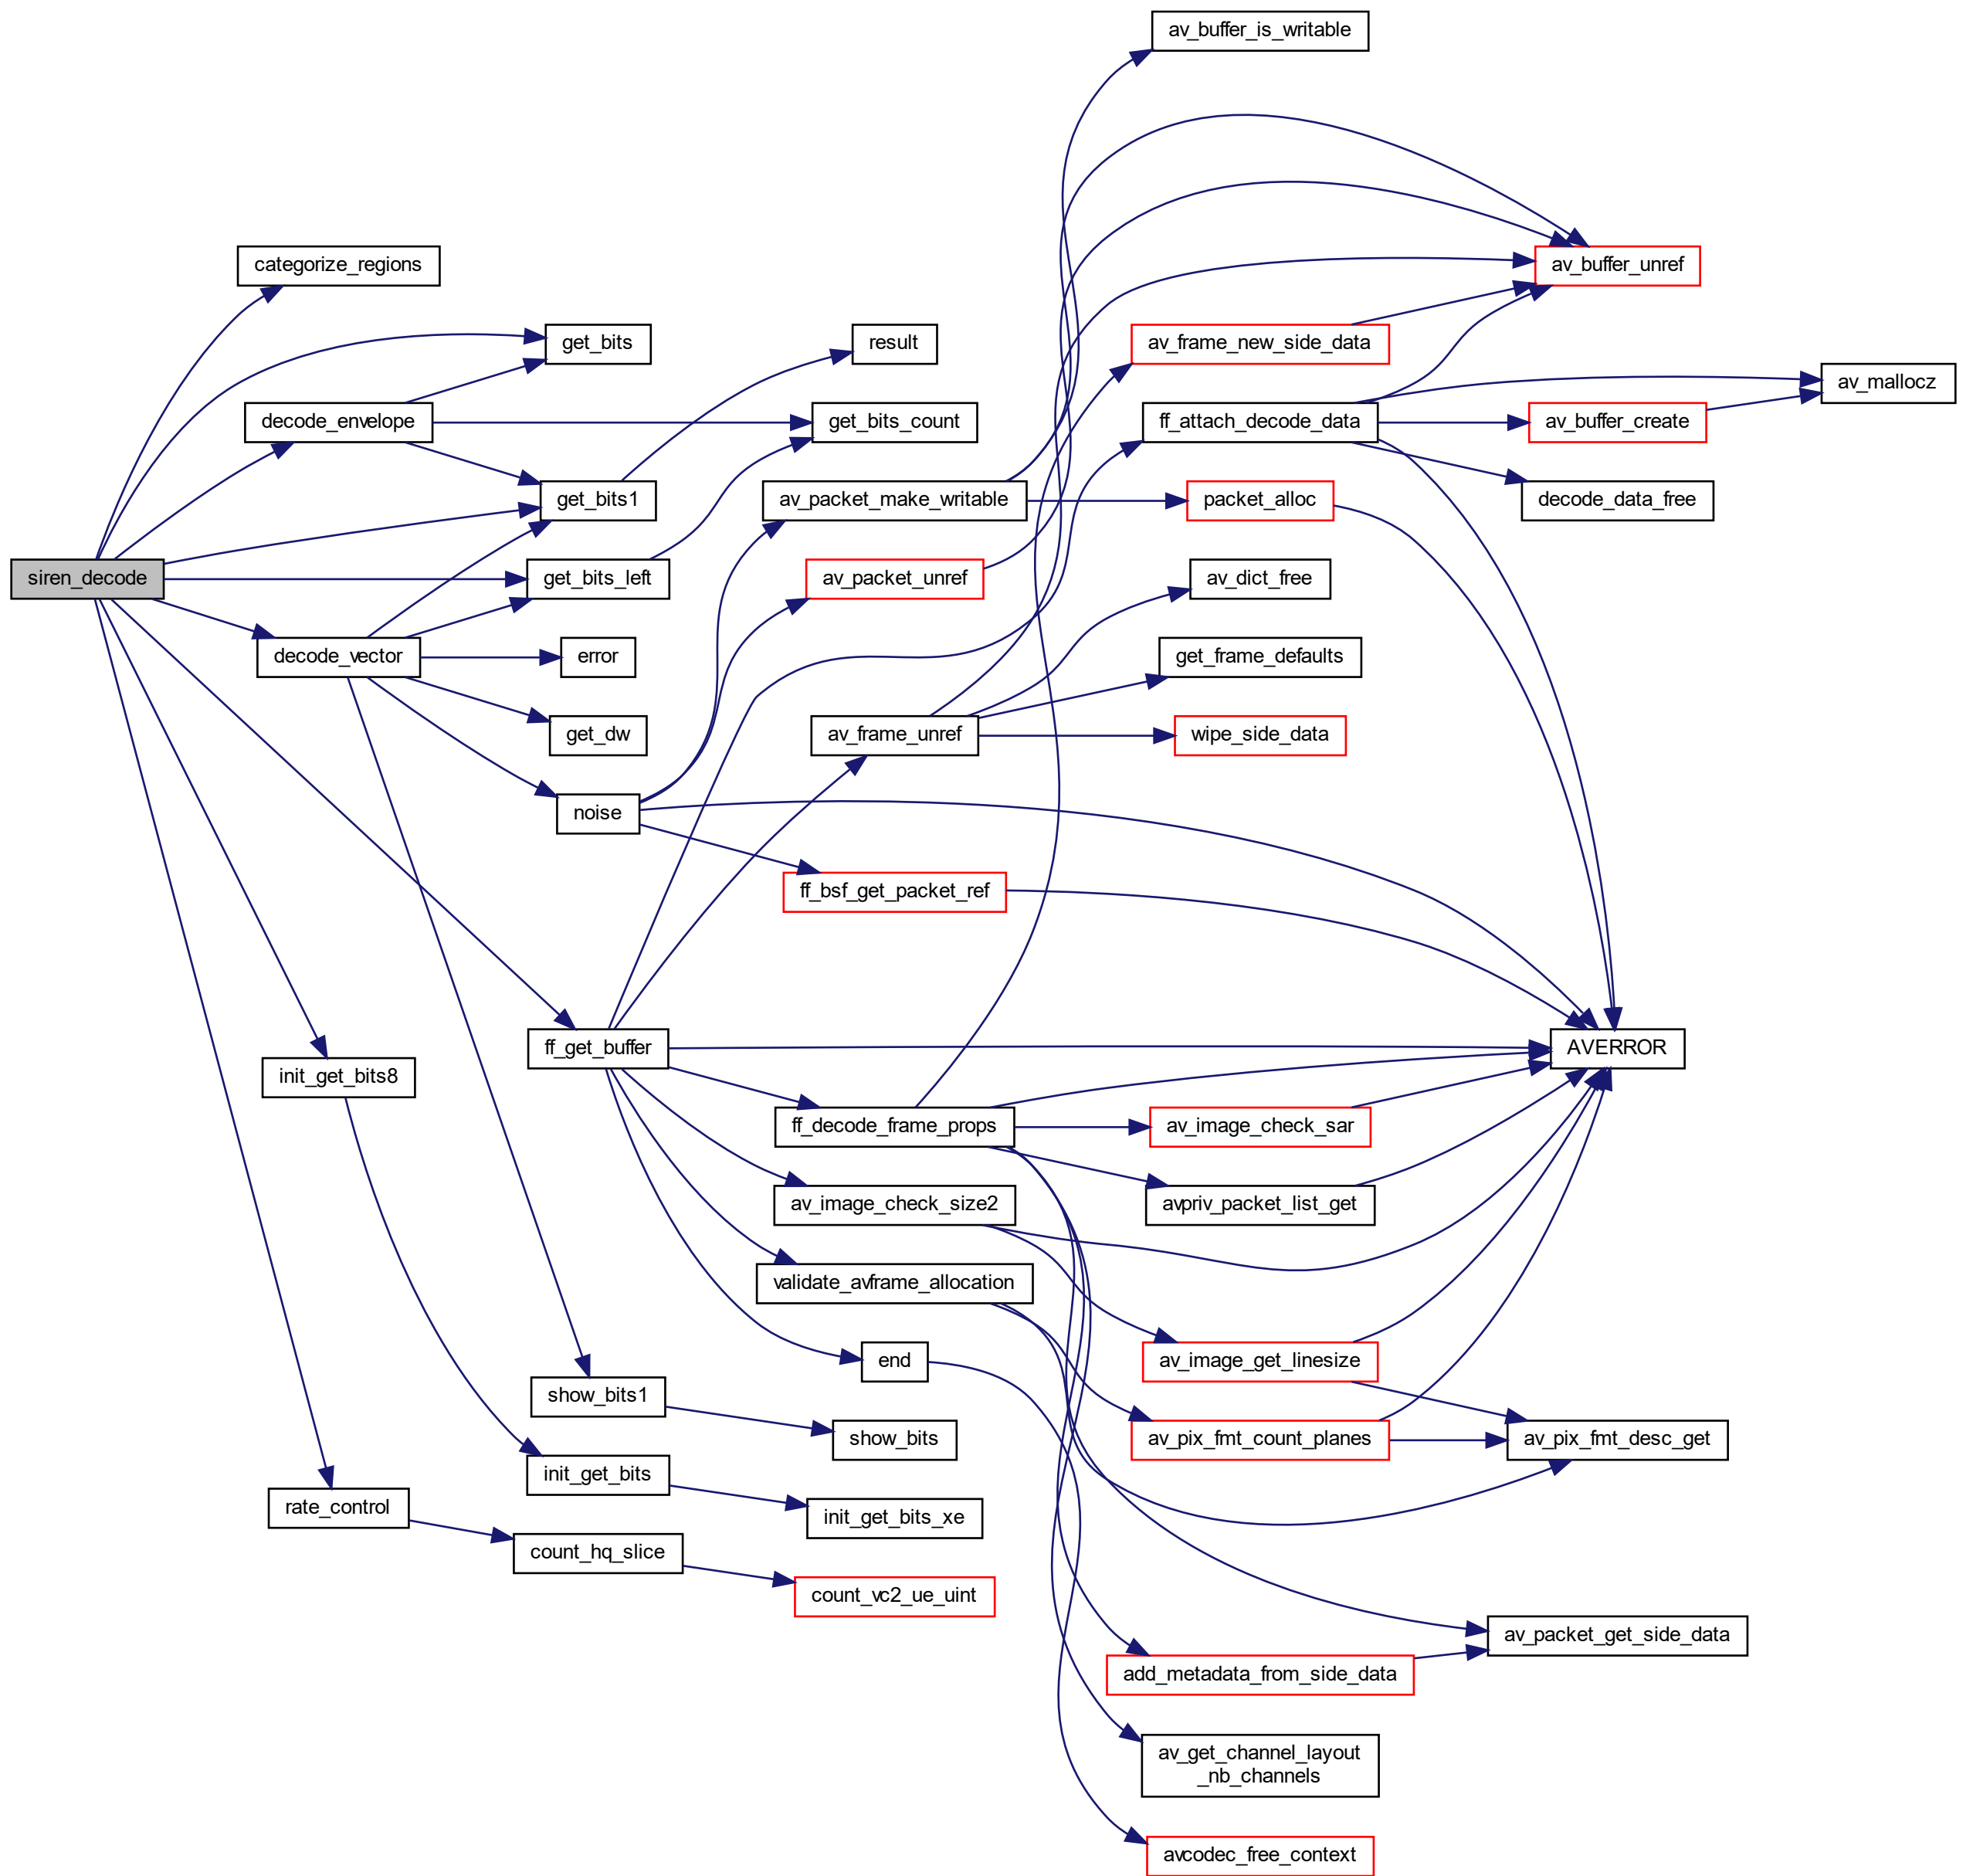 av_buffer_is_writable
categorize_regions
av_buffer_unref
get_bits
result
av_frame_new_side_data
av_mallocz
decode_envelope
get_bits_count
ff_attach_decode_data
av_buffer_create
get_bits1
av_packet_make_writable
packet_alloc
decode_data_free
siren_decode
get_bits_left
av_packet_unref
av_dict_free
decode_vector
error
get_frame_defaults
get_dw
av_frame_unref
wipe_side_data
noise
ff_bsf_get_packet_ref
ff_get_buffer
AVERROR
init_get_bits8
ff_decode_frame_props
av_image_check_sar
av_image_check_size2
avpriv_packet_list_get
validate_avframe_allocation
end
av_image_get_linesize
show_bits1
show_bits
av_pix_fmt_count_planes
av_pix_fmt_desc_get
init_get_bits
rate_control
init_get_bits_xe
count_hq_slice
count_vc2_ue_uint
av_packet_get_side_data
add_metadata_from_side_data
av_get_channel_layout
_nb_channels
avcodec_free_context